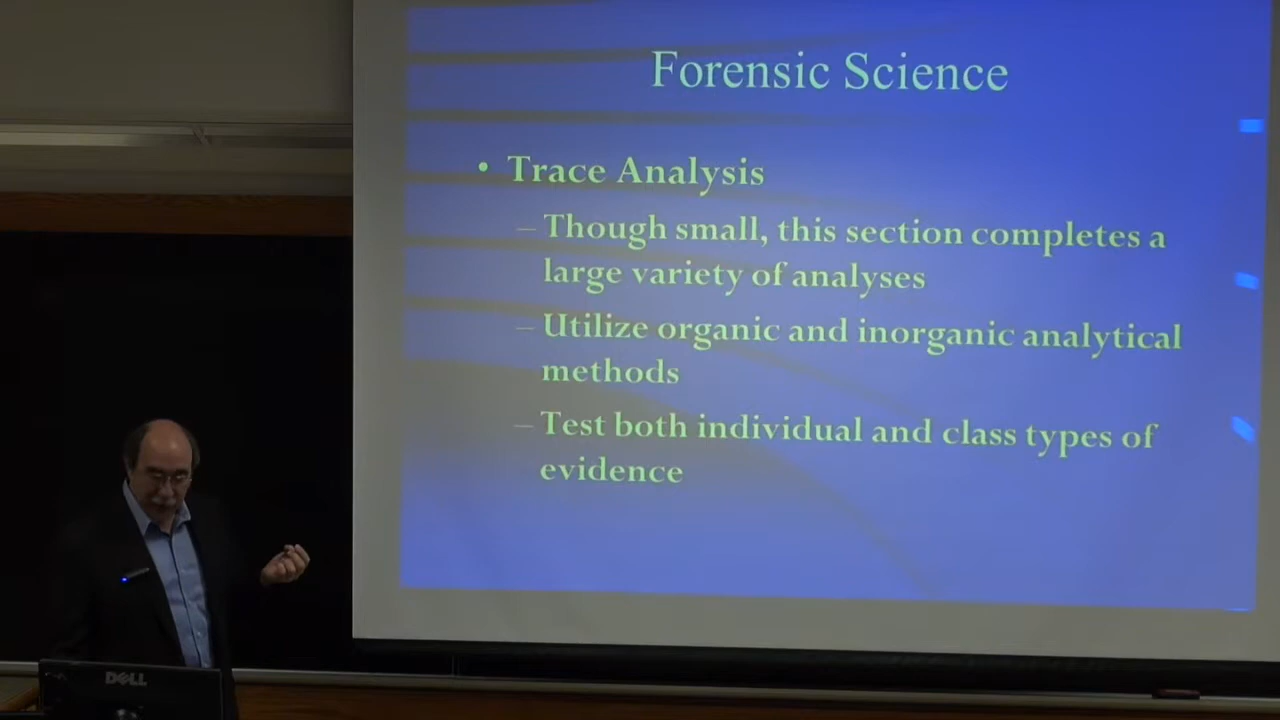 Forensic Science
• Trace Analysis
– Though small, this section completes a
large variety of analyses
– Utilize organic and inorganic analytical
methods
– Test both individual and class types of
evidence
DELL